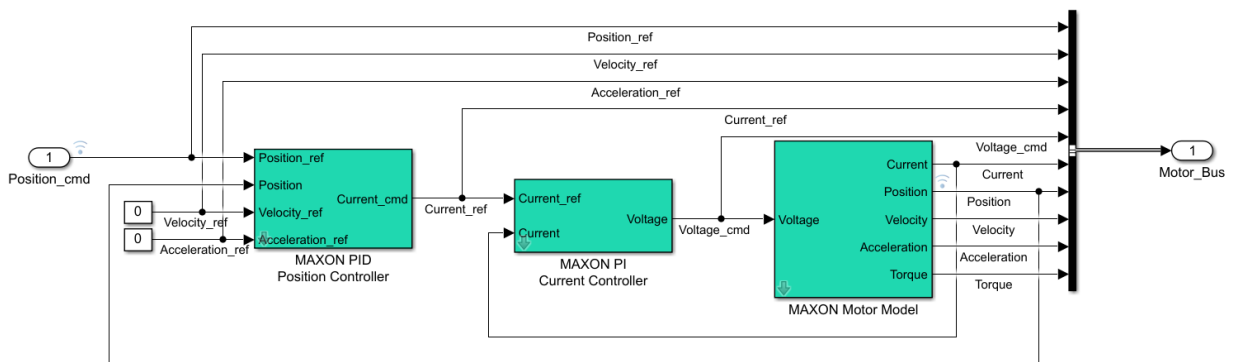 Position_ref
Velocity_ref
Acceleration_ref
Current_ref
Voltage_cmd
Current
Position
Velocity
Acceleration
Torque
1
Position_cmd
0
Velocity_ref
0
Acceleration_ref
Position_ref
Position
Velocity_ref
Acceleration_ref
Current_cmd
MAXON PID
Position Controller
Current_ref
Current_ref
Current
Voltage
MAXON PI
Current Controller
Voltage_cmd
Voltage
Current
Position
Velocity
Acceleration
Torque
MAXON Motor Model
1
Motor_Bus